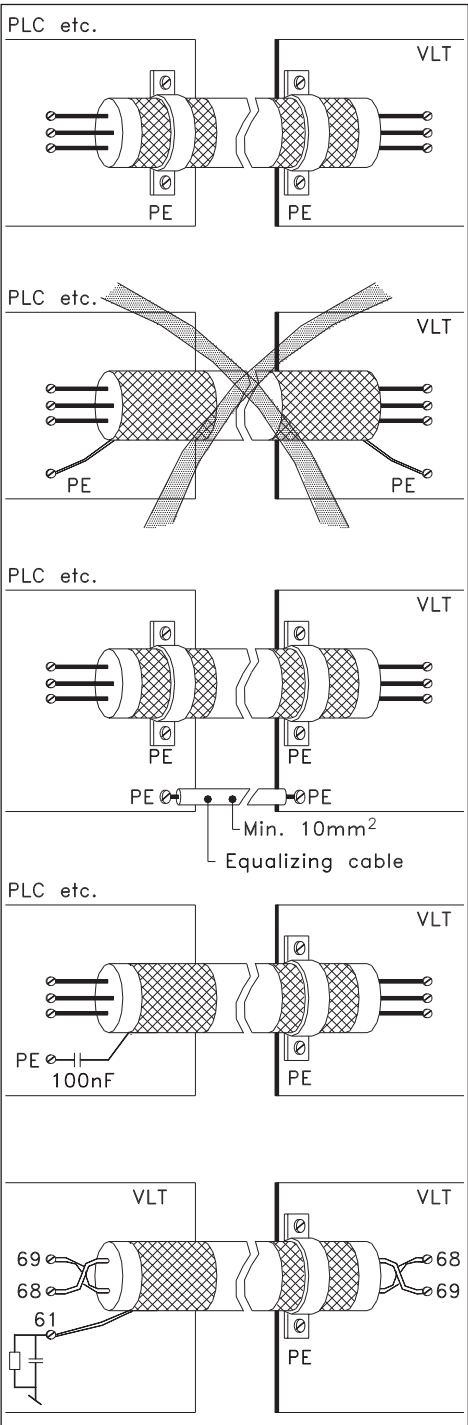 PLC etc.
VLT
PE
PE
PLC etc.
VLT
PE
PE
PLC etc.
VLT
PE
PE
PE
PE
Min. 10mm²
Equalizing cable
PLC etc.
VLT
PE
100nF
PE
VLT
VLT
69
68
68
69
61
PE